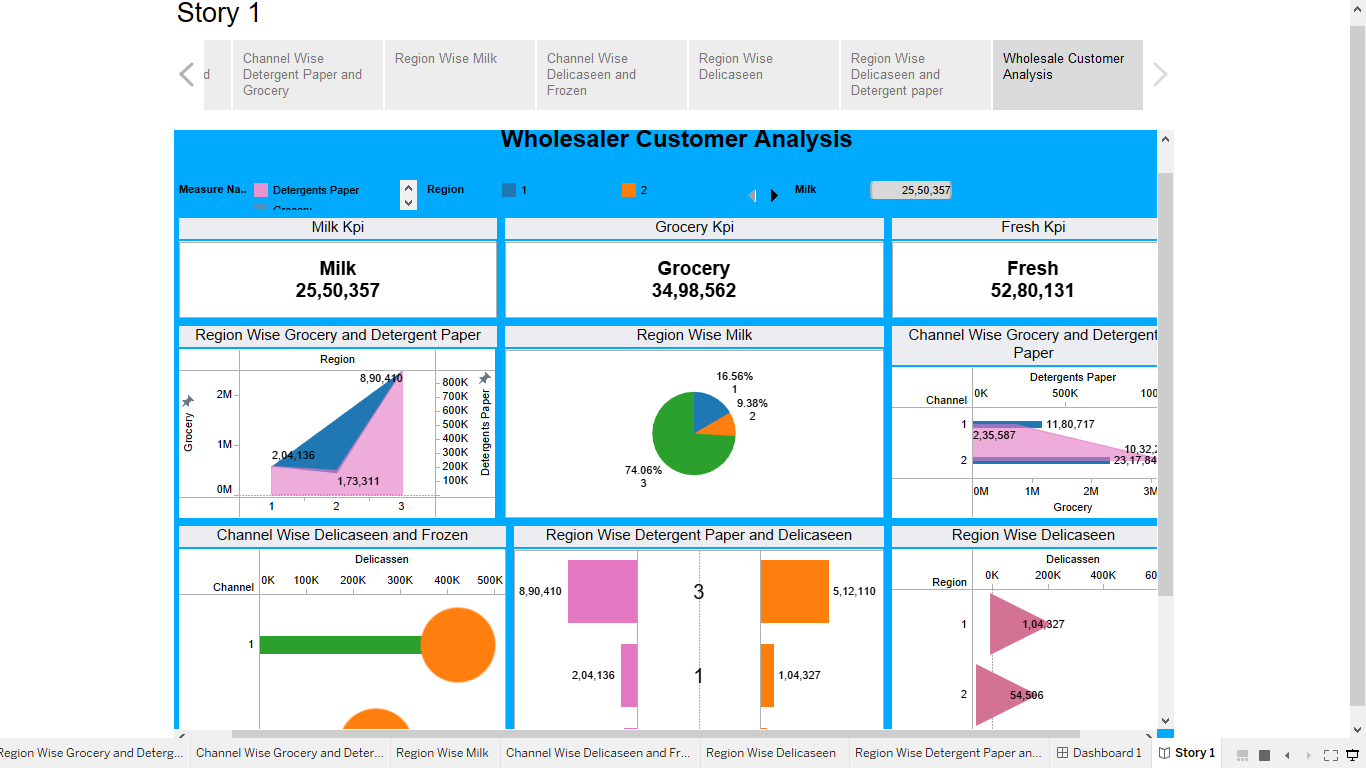 Story 1
d
Channel Wise
Detergent Paper and
Grocery
Region Wise Milk
Channel Wise
Delicaseen and
Frozen
Region Wise
Delicaseen
Region Wise
Delicaseen and
Detergent paper
Wholesale Customer
Analysis
Wholesaler Customer Analysis
Measure Na..
Detergents Paper
Grocery
Region
1
2
Milk
25,50,357
Milk Kpi
Grocery Kpi
Fresh Kpi
Milk
25,50,357
Grocery
34,98,562
Fresh
52,80,131
Region Wise Grocery and Detergent Paper
Region
8,90,410
2,04,136
1,73,311
Grocery
2M
1M
0M
800K
700K
600K
500K
400K
300K
200K
100K
Detergents Paper
1
2
3
Region Wise Milk
16.56%
1
9.38%
2
74.06%
3
Channel Wise Grocery and Detergent
Paper
Detergents Paper
Channel
0K
500K
100
1
11,80,717
2,35,587
10,32,2
2
23,17,84
0M
1M
2M
3M
Grocery
Channel Wise Delicaseen and Frozen
Delicassen
Channel
0K
100K
200K
300K
400K
500K
1
Region Wise Detergent Paper and Delicaseen
8,90,410
3
5,12,110
2,04,136
1
1,04,327
Region Wise Delicaseen
Delicassen
Region
0K
200K
400K
60
1
1,04,327
2
54,506
Region Wise Grocery and Deterg...
Channel Wise Grocery and Deter...
Region Wise Milk
Channel Wise Delicaseen and Fr...
Region Wise Delicaseen
Region Wise Detergent Paper an...
Dashboard 1
Story 1